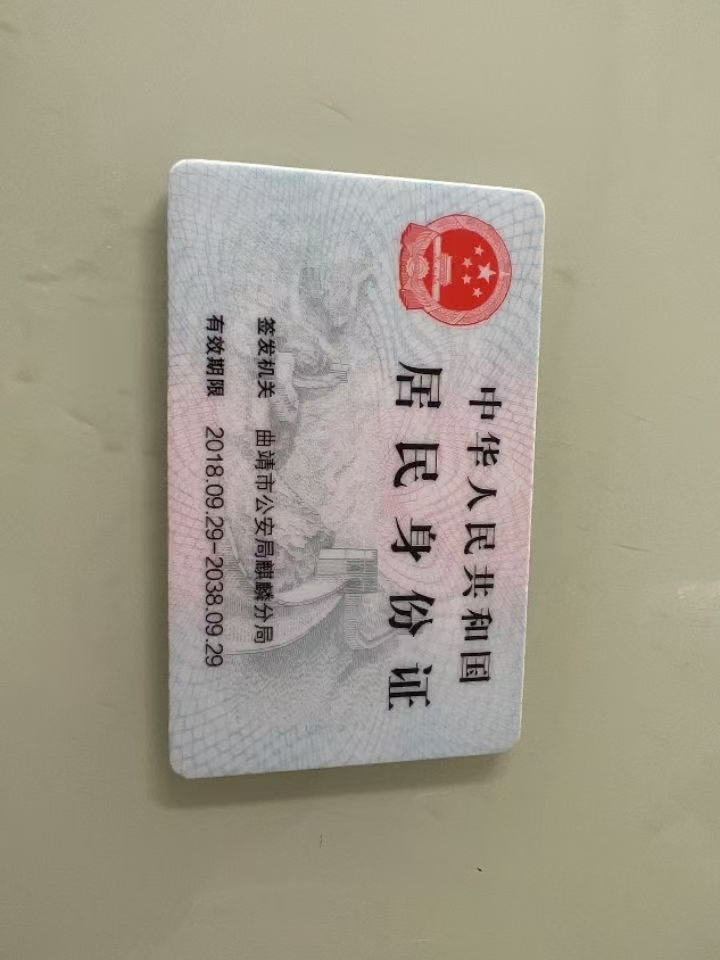 中华人民共和国
居民身份证
签发机关 曲靖市公安局麒麟分局
有效期限 2018.09.29-2038.09.29